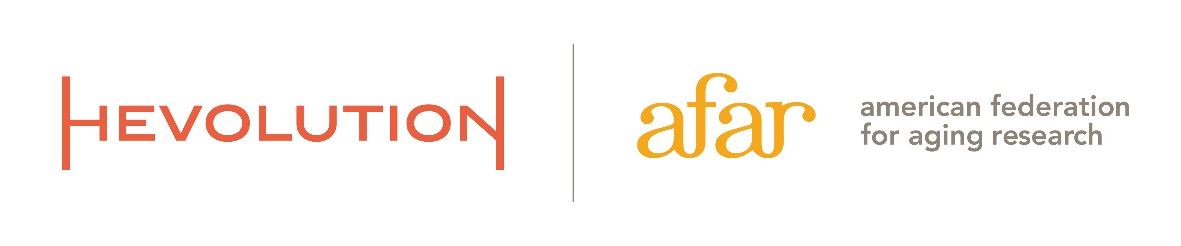 HEVOLUTION
afar
american federation
for aging research